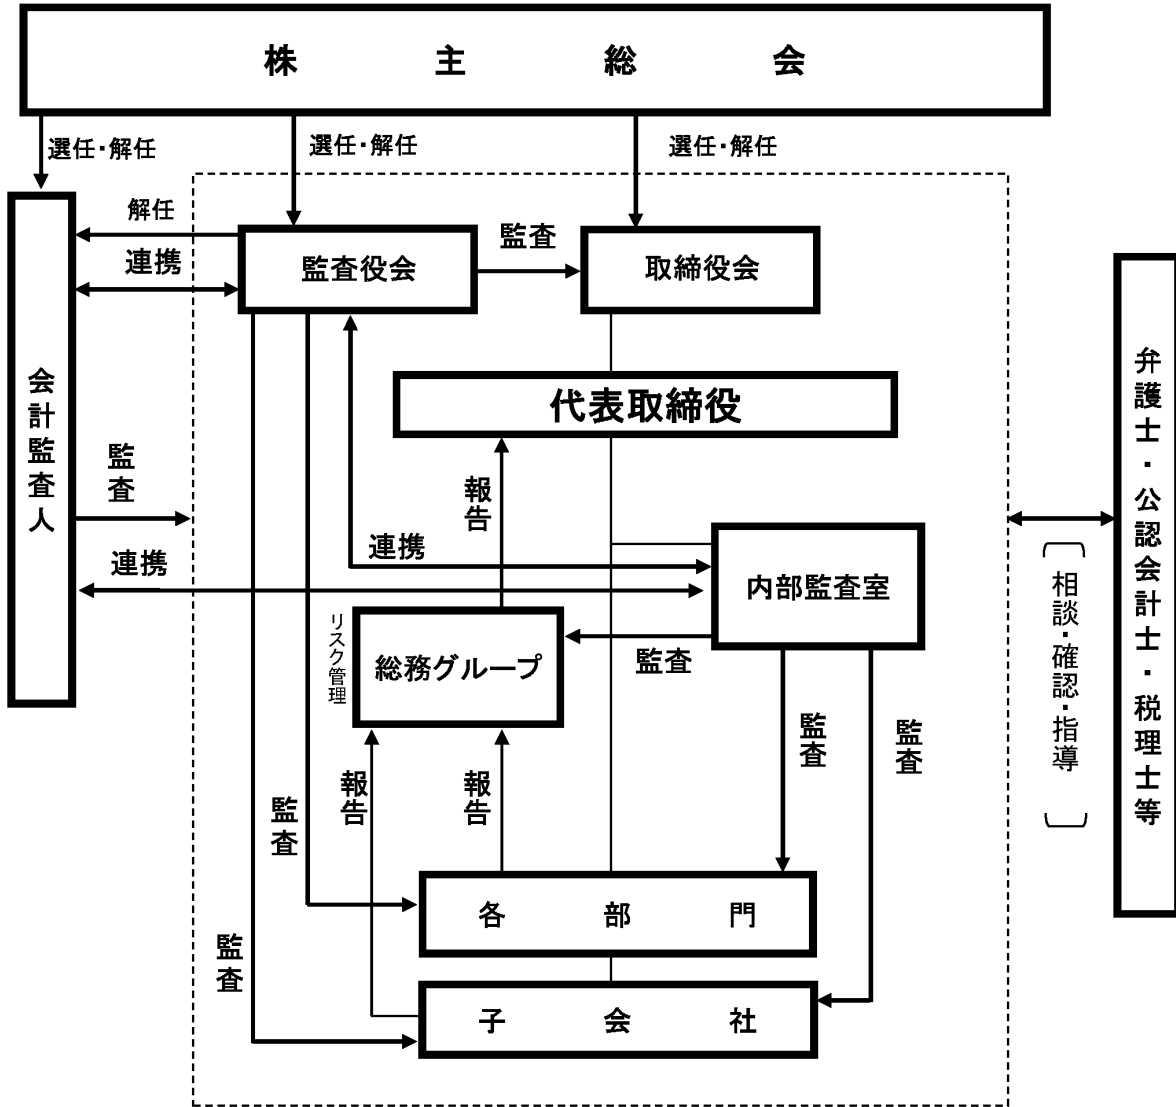 株主総会
選任・解任
選任・解任
選任・解任
解任
連携
監査役会
監査
取締役会
代表取締役
会計監査人
監査
報告
連携
連携
内部監査室
リスク管理
総務グループ
監査
監査
監査
報告
報告
監査
監査
各部門
子会社
相談・確認・指導
弁護士・公認会計士・税理士等